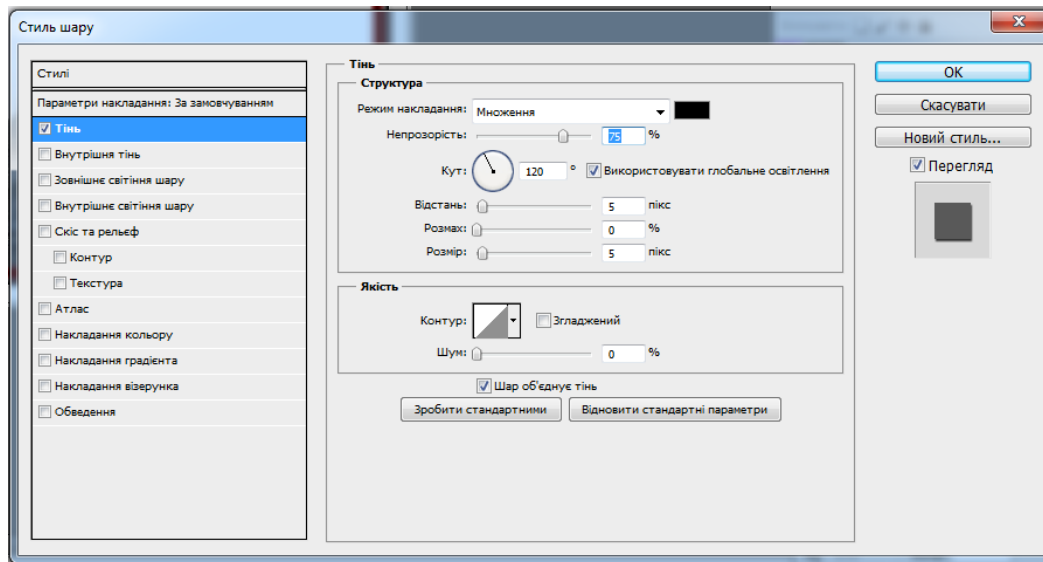 Стиль шару
Стилі
Параметри накладання: За замовчуванням
Тінь
Внутрішня тінь
Зовнішнє світіння шару
Внутрішнє світіння шару
Скіс та рельєф
Контур
Текстура
Атлас
Накладання кольору
Накладання градієнта
Накладання візерунка
Обведення
Тінь
Структура
Режим накладання: Множення
Непрозорість: 75 %
Кут: 120 ° Використовувати глобальне освітлення
Відстань: 5 пікс
Розмах: 0 %
Розмір: 5 пікс
Якість
Контур: Згладжений
Шум: 0 %
Шар об'єднує тінь
Зробити стандартними Відновити стандартні параметри
OK
Скасувати
Новий стиль...
Перегляд